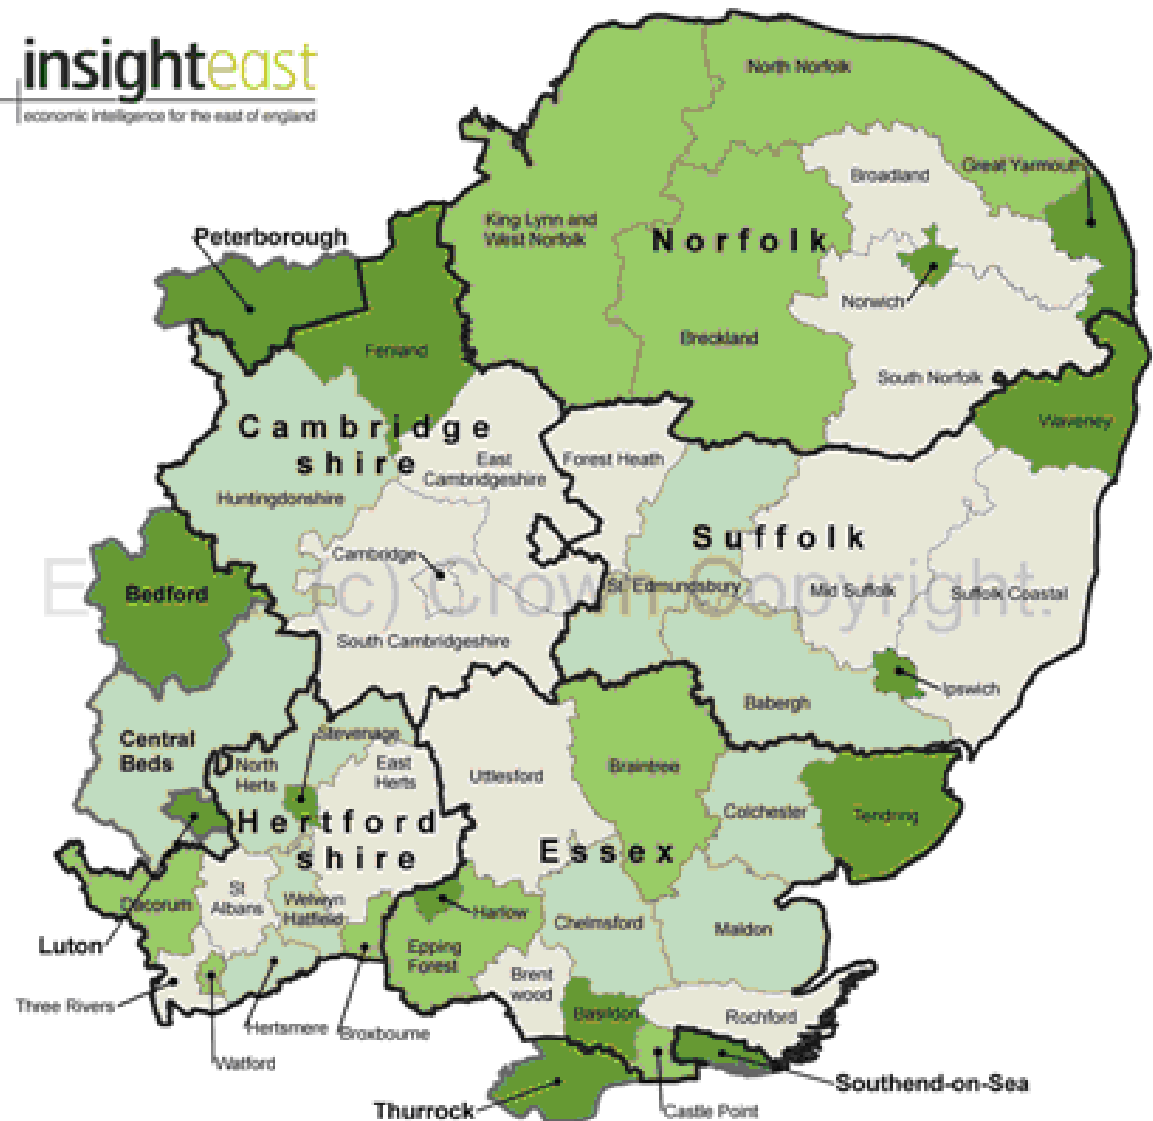 insighteast
economic intelligence for the east of england
North Norfolk
Great Yarmouth
Broadland
King Lynn and
West Norfolk
Norfolk
Peterborough
Norwich
Breckland
Fenland
South Norfolk
Waveney
Cambridge
shire
East
Cambridgeshire
Forest Heath
Huntingdonshire
Suffolk
Cambridge
Bedford
(c) Crown Copyright.
St. Edmundsbury
Mid Suffolk
Suffolk Coastal
South Cambridgeshire
Ipswich
Babergh
Stevenage
Central
Beds
North
Herts
East
Herts
Uttlesford
Braintree
Colchester
Tendring
Hertford
shire
Essex
Dacorum
St
Albans
Welwyn
Hatfield
Harlow
Chelmsford
Maldon
Luton
Epping
Forest
Brent
wood
Three Rivers
Basildon
Rochford
Hertsmere
Broxbourne
Watford
Southend-on-Sea
Thurrock
Castle Point